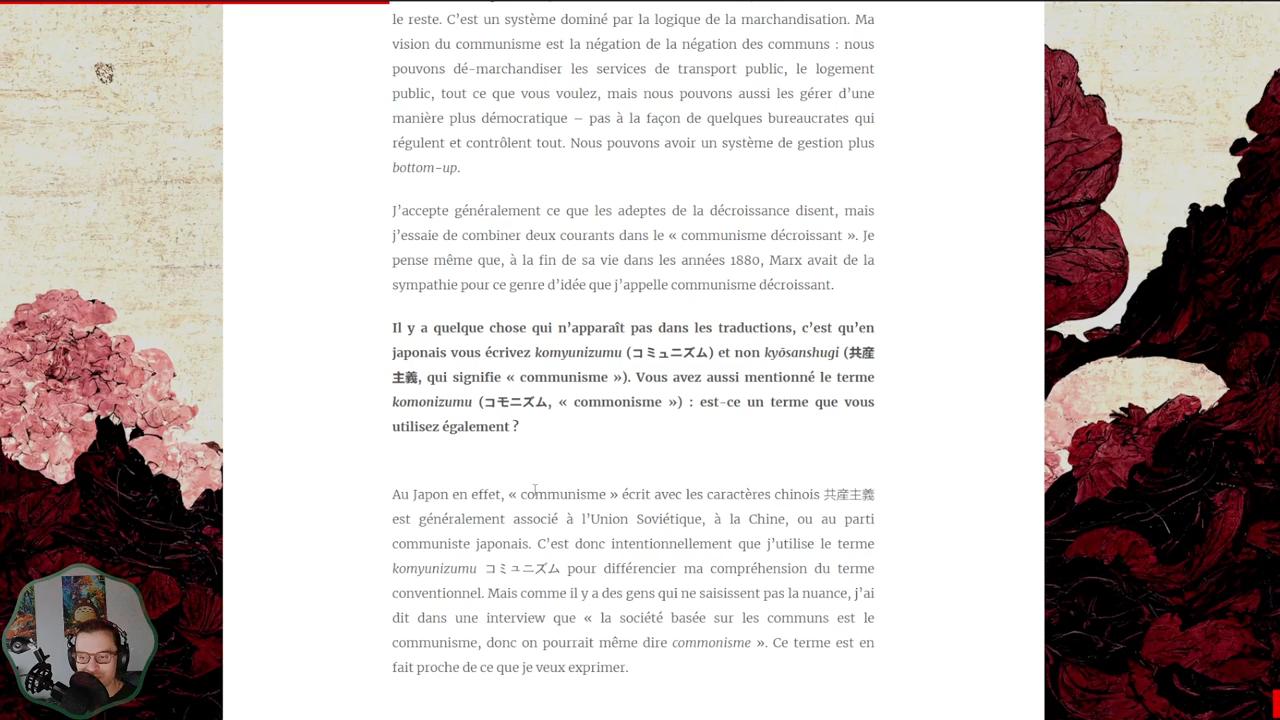 le reste. C’est un système dominé par la logique de la marchandisation. Ma
vision du communisme est la négation de la négation des communs : nous
pouvons dé-marchandiser les services de transport public, le logement
public, tout ce que vous voulez, mais nous pouvons aussi les gérer d’une
manière plus démocratique – pas à la façon de quelques bureaucrates qui
régulent et contrôlent tout. Nous pouvons avoir un système de gestion plus
bottom-up.
J’accepte généralement ce que les adeptes de la décroissance disent, mais
j’essaie de combiner deux courants dans le « communisme décroissant ». Je
pense même que, à la fin de sa vie dans les années 1880, Marx avait de la
sympathie pour ce genre d’idée que j’appelle communisme décroissant.
Il y a quelque chose qui n’apparaît pas dans les traductions, c’est qu’en
japonais vous écrivez komyunizumu (コミュニズム) et non kyōsanshugi (共産
主義, qui signifie « communisme »). Vous avez aussi mentionné le terme
komonizumu (コモニズム, « commonisme ») : est-ce un terme que vous
utilisez également ?
Au Japon en effet, « communisme » écrit avec les caractères chinois 共産主義
est généralement associé à l’Union Soviétique, à la Chine, ou au parti
communiste japonais. C’est donc intentionnellement que j’utilise le terme
komyunizumu コミュニズム pour différencier ma compréhension du terme
conventionnel. Mais comme il y a des gens qui ne saisissent pas la nuance, j’ai
dit dans une interview que « la société basée sur les communs est le
communisme, donc on pourrait même dire commonisme ». Ce terme est en
fait proche de ce que je veux exprimer.